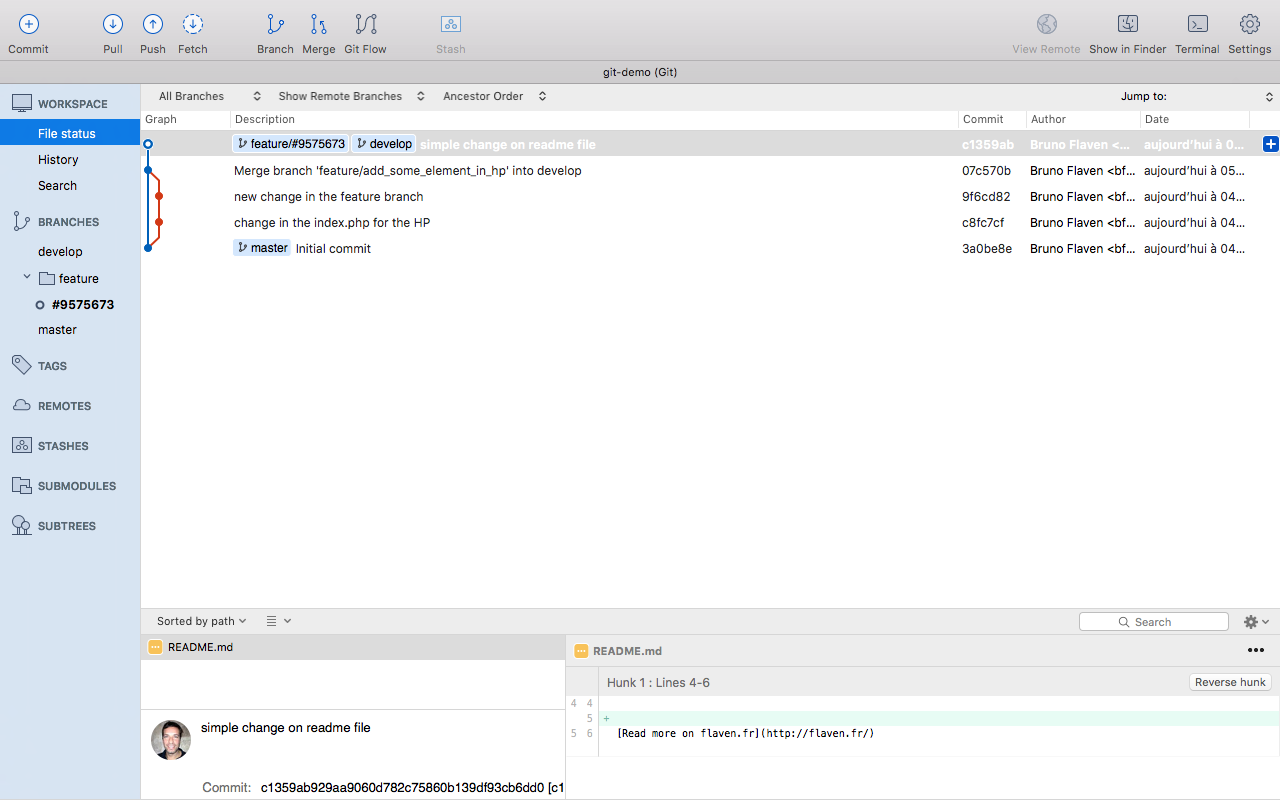 Commit Pull Push Fetch Branch Merge Git Flow Stash View Remote Show in Finder Terminal Settings
git-demo (Git)
WORKSPACE
File status
History
Search
BRANCHES
develop
feature
#9575673
master
TAGS
REMOTES
STASHES
SUBMODULES
SUBTREES
All Branches Show Remote Branches Ancestor Order Jump to:
Graph Description Commit Author Date
feature/#9575673 develop simple change on readme file c1359ab Bruno Flaven <... aujourd'hui à 0...
Merge branch 'feature/add_some_element_in_hp' into develop 07c570b Bruno Flaven <bf... aujourd'hui à 05...
new change in the feature branch 9f6cd82 Bruno Flaven <bf... aujourd'hui à 04...
change in the index.php for the HP c8fc7cf Bruno Flaven <bf... aujourd'hui à 04...
master Initial commit 3a0be8e Bruno Flaven <bf... aujourd'hui à 04...
Sorted by path Search
README.md
simple change on readme file
Commit: c1359ab929aa9060d782c75860b139df93cb6dd0 [c1
README.md
Hunk 1 : Lines 4-6 Reverse hunk
4 4
5 +
5 6 [Read more on flaven.fr](http://flaven.fr/)